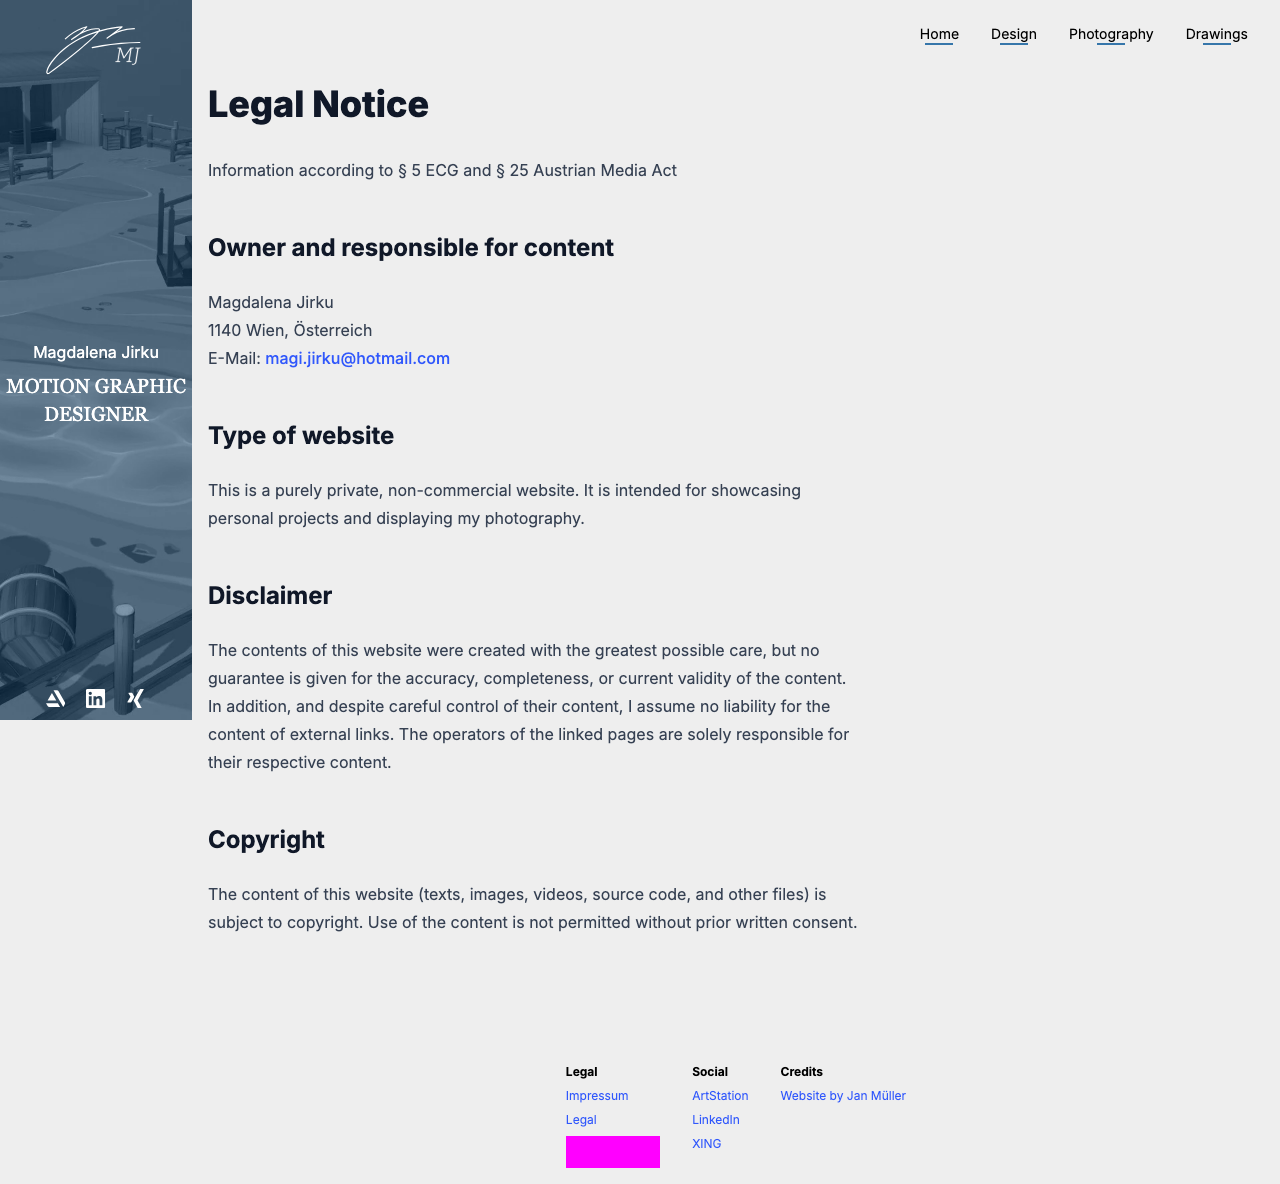 MJ
Magdalena Jirku
MOTION GRAPHIC
DESIGNER
Home
Design
Photography
Drawings
Legal Notice
Information according to § 5 ECG and § 25 Austrian Media Act
Owner and responsible for content
Magdalena Jirku
1140 Wien, Österreich
E-Mail: magi.jirku@hotmail.com
Type of website
This is a purely private, non-commercial website. It is intended for showcasing
personal projects and displaying my photography.
Disclaimer
The contents of this website were created with the greatest possible care, but no
guarantee is given for the accuracy, completeness, or current validity of the content.
In addition, and despite careful control of their content, I assume no liability for the
content of external links. The operators of the linked pages are solely responsible for
their respective content.
Copyright
The content of this website (texts, images, videos, source code, and other files) is
subject to copyright. Use of the content is not permitted without prior written consent.
Legal
Impressum
Legal
Social
ArtStation
LinkedIn
XING
Credits
Website by Jan Müller